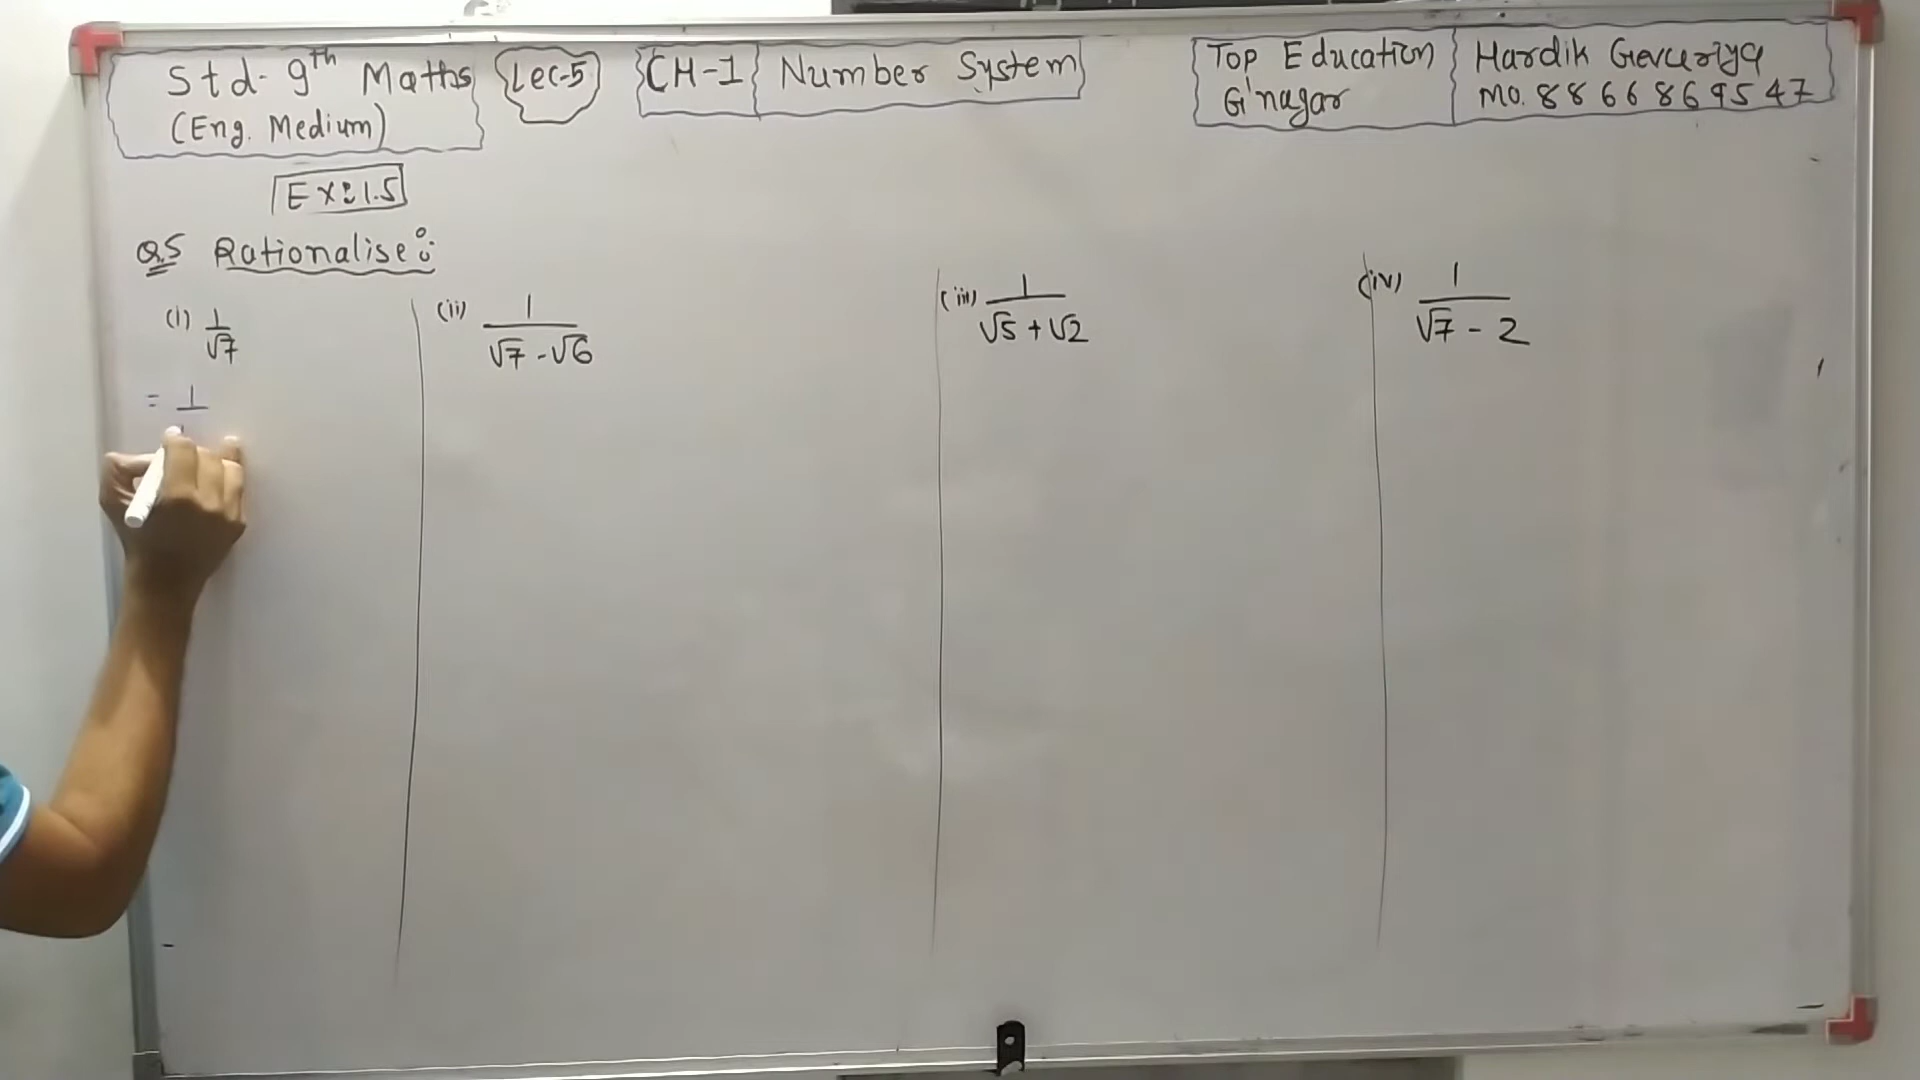 Std- 9th Maths
(Eng. Medium)
Lec-5
CH-1 Number System
Top Education
G'nagar
Hardik Gevariya
Mo. 8866869547
Ex:1.5
Q.5 Rationalise:
(i) 1/√7
= 1
(ii) 1/(√7 - √6)
(iii) 1/(√5 + √2)
(iv) 1/(√7 - 2)